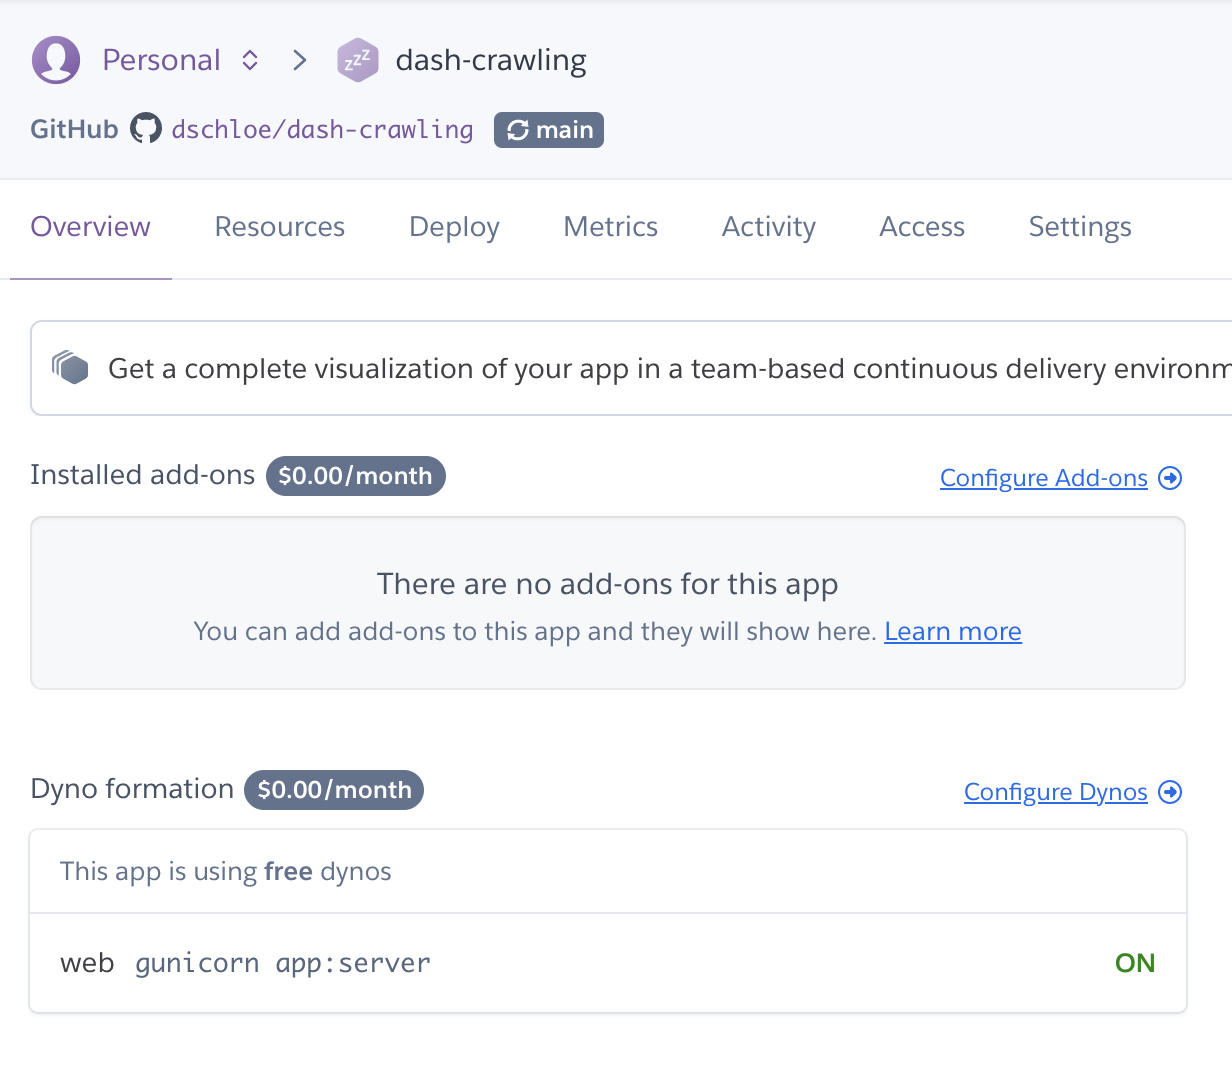 Personal > zzz dash-crawling
GitHub dschloe/dash-crawling main
Overview Resources Deploy Metrics Activity Access Settings
Get a complete visualization of your app in a team-based continuous delivery environm
Installed add-ons $0.00/month Configure Add-ons
There are no add-ons for this app
You can add add-ons to this app and they will show here. Learn more
Dyno formation $0.00/month Configure Dynos
This app is using free dynos
web gunicorn app:server ON